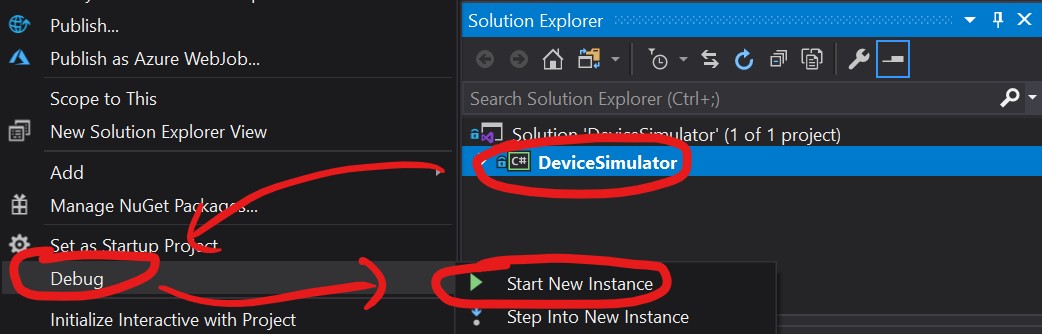 Publish...
Publish as Azure WebJob...
Scope to This
New Solution Explorer View
Add
Manage NuGet Packages...
Set as Startup Project
Debug
Initialize Interactive with Project
Solution Explorer
Search Solution Explorer (Ctrl+;)
Solution 'DeviceSimulator' (1 of 1 project)
C# DeviceSimulator
Start New Instance
Step Into New Instance